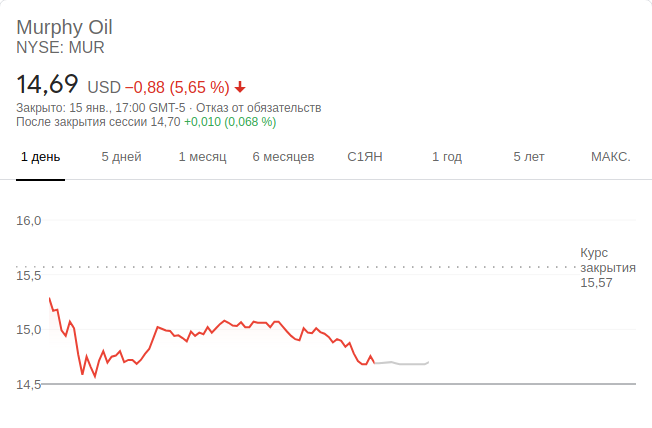 Murphy Oil
NYSE: MUR
14,69 USD −0,88 (5,65 %)
Закрыто: 15 янв., 17:00 GMT-5 · Отказ от обязательств
После закрытия сессии 14,70 +0,010 (0,068 %)
1 день 5 дней 1 месяц 6 месяцев С1ЯН 1 год 5 лет МАКС.
16,0
Курс
закрытия
15,57
15,5
15,0
14,5